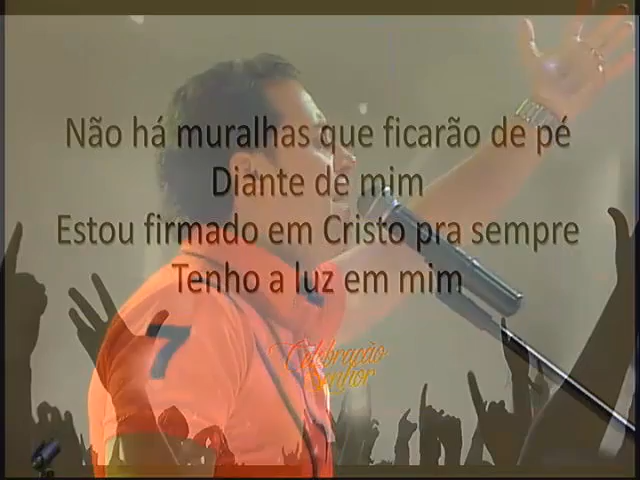 Não há muralhas que ficarão de pé
Diante de mim
Estou firmado em Cristo pra sempre
Tenho a luz em mim
7
Celebração
Senhor